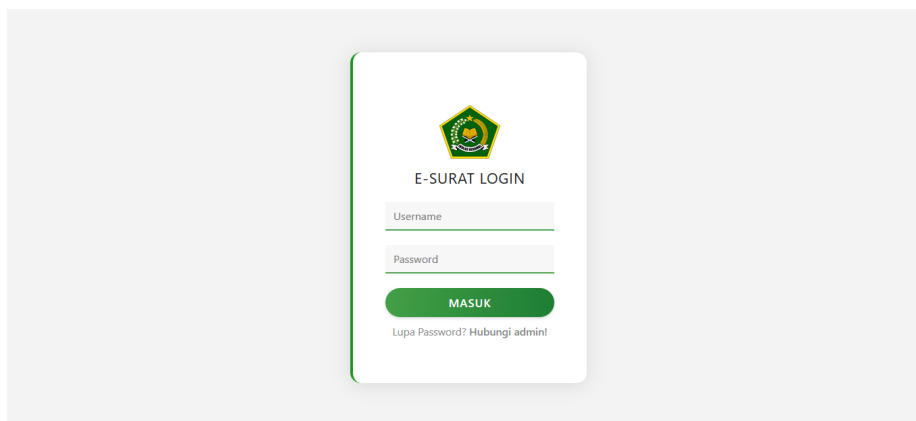 E-SURAT LOGIN
Username
Password
MASUK
Lupa Password? Hubungi admin!